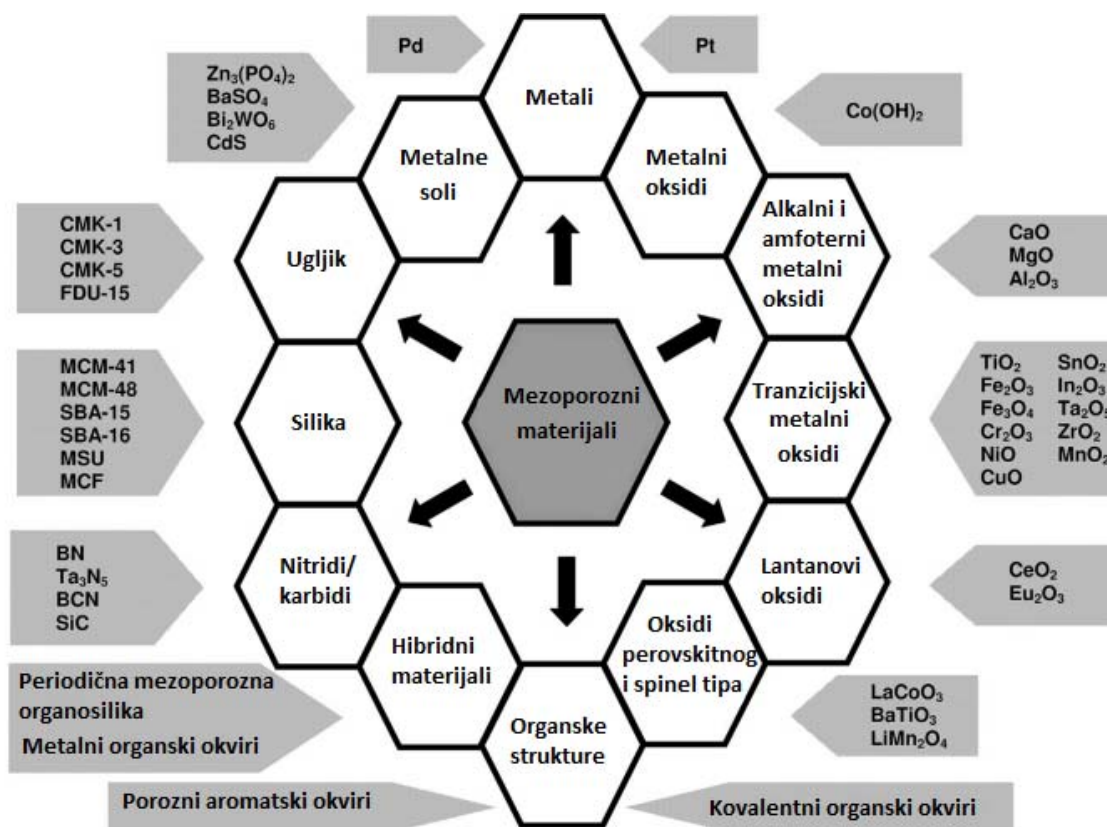 Pd
Pt
Metali
Zn₃(PO₄)₂
BaSO₄
Bi₂WO₆
CdS
Co(OH)₂
Metalne
soli
Metalni
oksidi
CMK-1
CMK-3
CMK-5
FDU-15
Ugljik
Alkalni i
amfoterni
metalni
oksidi
CaO
MgO
Al₂O₃
MCM-41
MCM-48
SBA-15
SBA-16
MSU
MCF
Silika
Mezoporozni
materijali
Tranzicijski
metalni
oksidi
TiO₂ SnO₂
Fe₂O₃ In₂O₃
Fe₃O₄ Ta₂O₅
Cr₂O₃ ZrO₂
NiO MnO₂
CuO
BN
Ta₃N₅
BCN
SiC
Nitridi/
karbidi
Lantanovi
oksidi
CeO₂
Eu₂O₃
Hibridni
materijali
Oksidi
perovskitnog
i spinel tipa
Periodična mezoporozna
organosilika
Metalni organski okviri
Organske
strukture
LaCoO₃
BaTiO₃
LiMn₂O₄
Porozni aromatski okviri
Kovalentni organski okviri